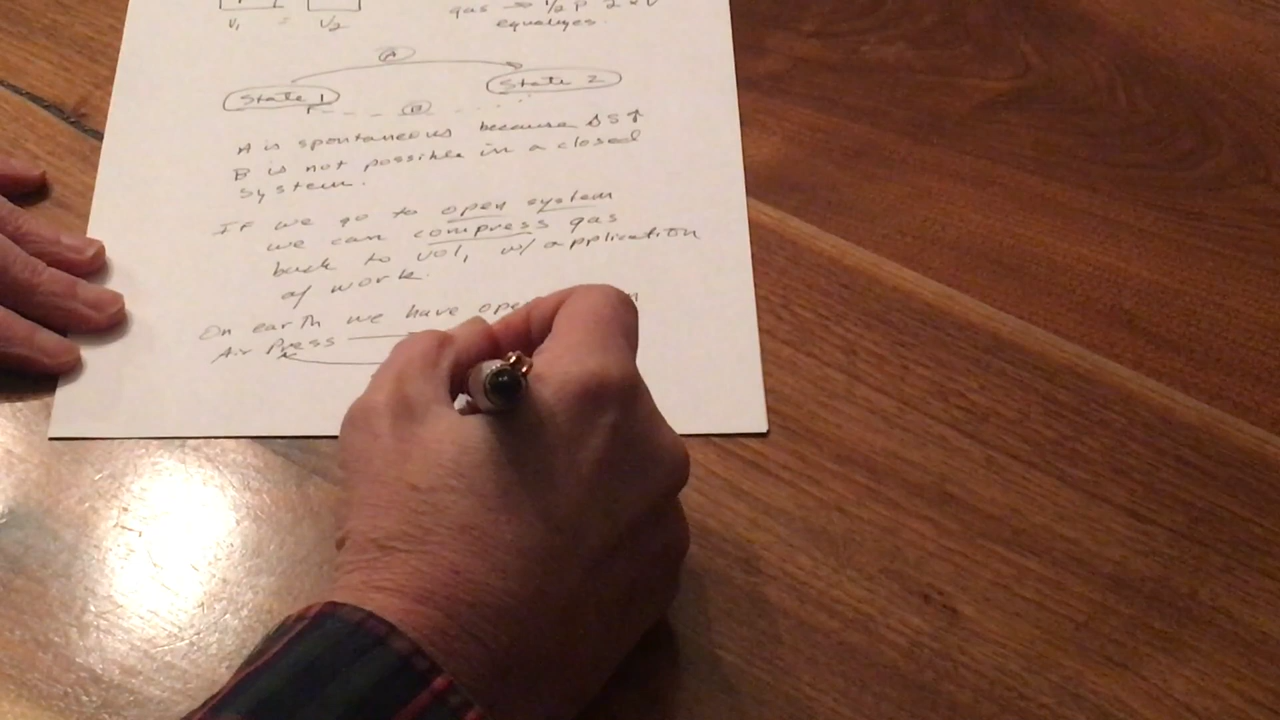 V₁ = V₂
gas → ½ P 2 x V
equalizes.
A
State 1
State 2
B
A is spontaneous because ΔS↑
B is not possible in a closed
system.
If we go to open system
we can compress gas
back to vol, w/ application
of work.
On earth we have open
Air Press